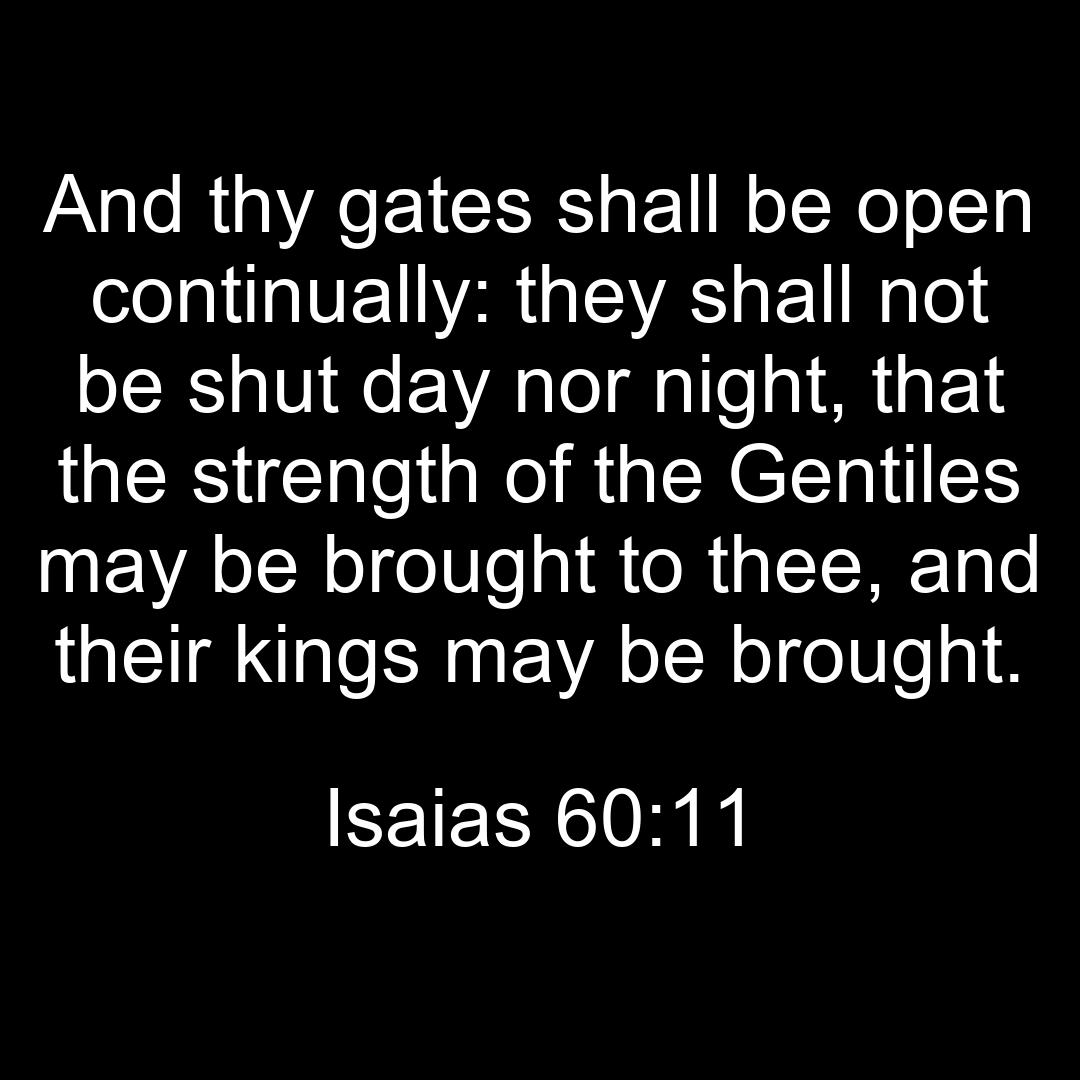 And thy gates shall be open
continually: they shall not
be shut day nor night, that
the strength of the Gentiles
may be brought to thee, and
their kings may be brought.
Isaias 60:11